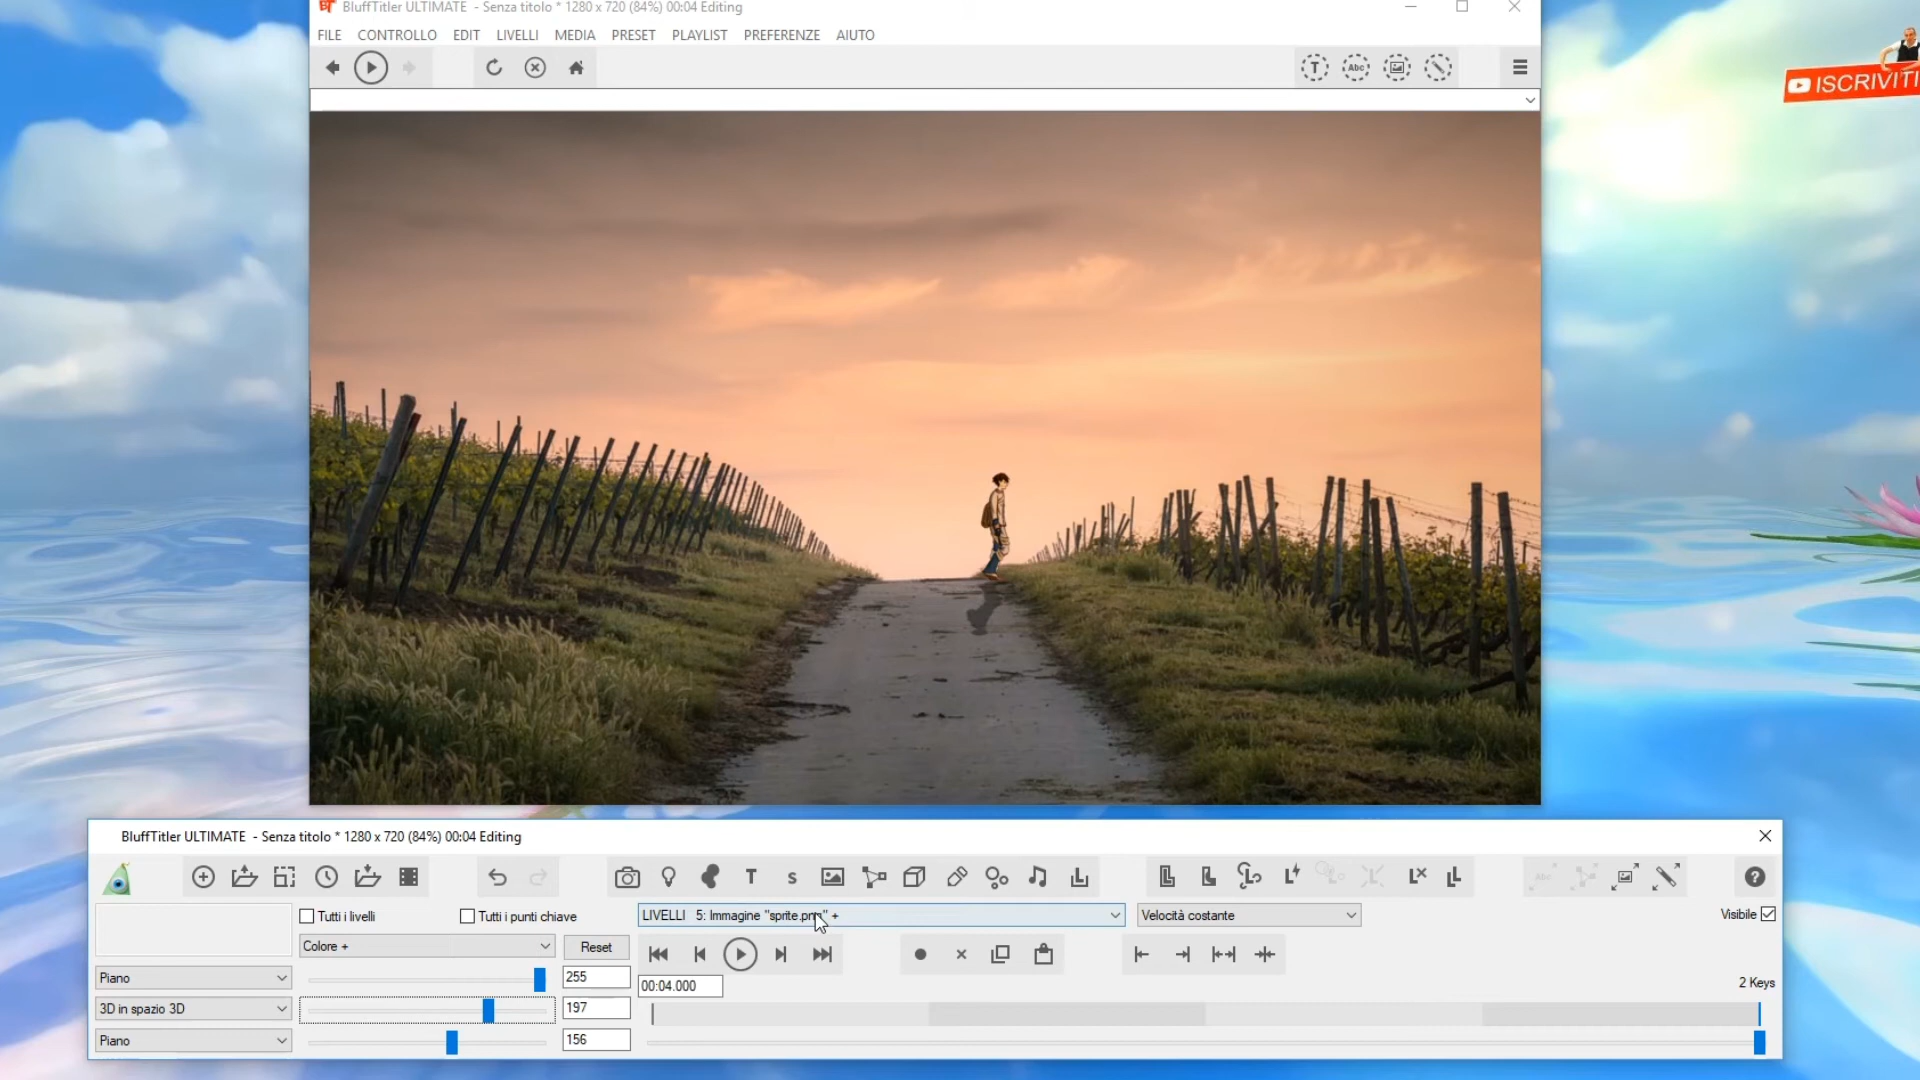 BluffTitler ULTIMATE - Senza titolo * 1280 x 720 (84%) 00:04 Editing
FILE CONTROLLO EDIT LIVELLI MEDIA PRESET PLAYLIST PREFERENZE AIUTO
T Abc
ISCRIVITI
BluffTitler ULTIMATE - Senza titolo * 1280 x 720 (84%) 00:04 Editing
T S
Tutti i livelli Tutti i punti chiave LIVELLI 5: Immagine "sprite.png" + Velocità costante Visibile
Colore + Reset
Piano 255 00:04.000 2 Keys
3D in spazio 3D 197
Piano 156